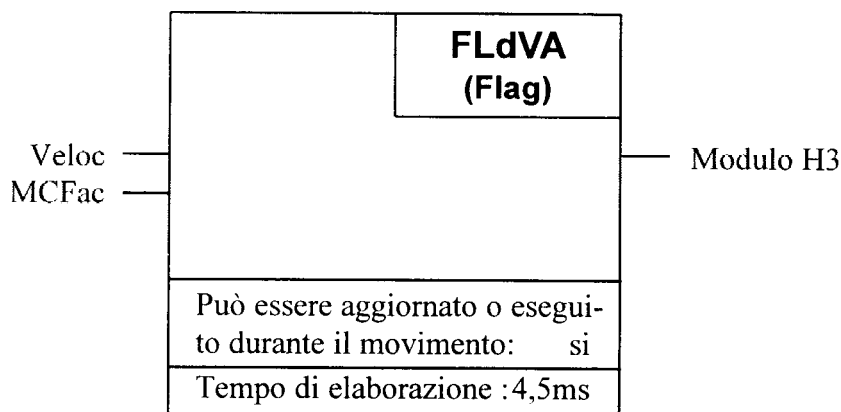 FLdVA
(Flag)
Veloc
MCFac
Modulo H3
Può essere aggiornato o esegui-
to durante il movimento: si
Tempo di elaborazione :4,5ms